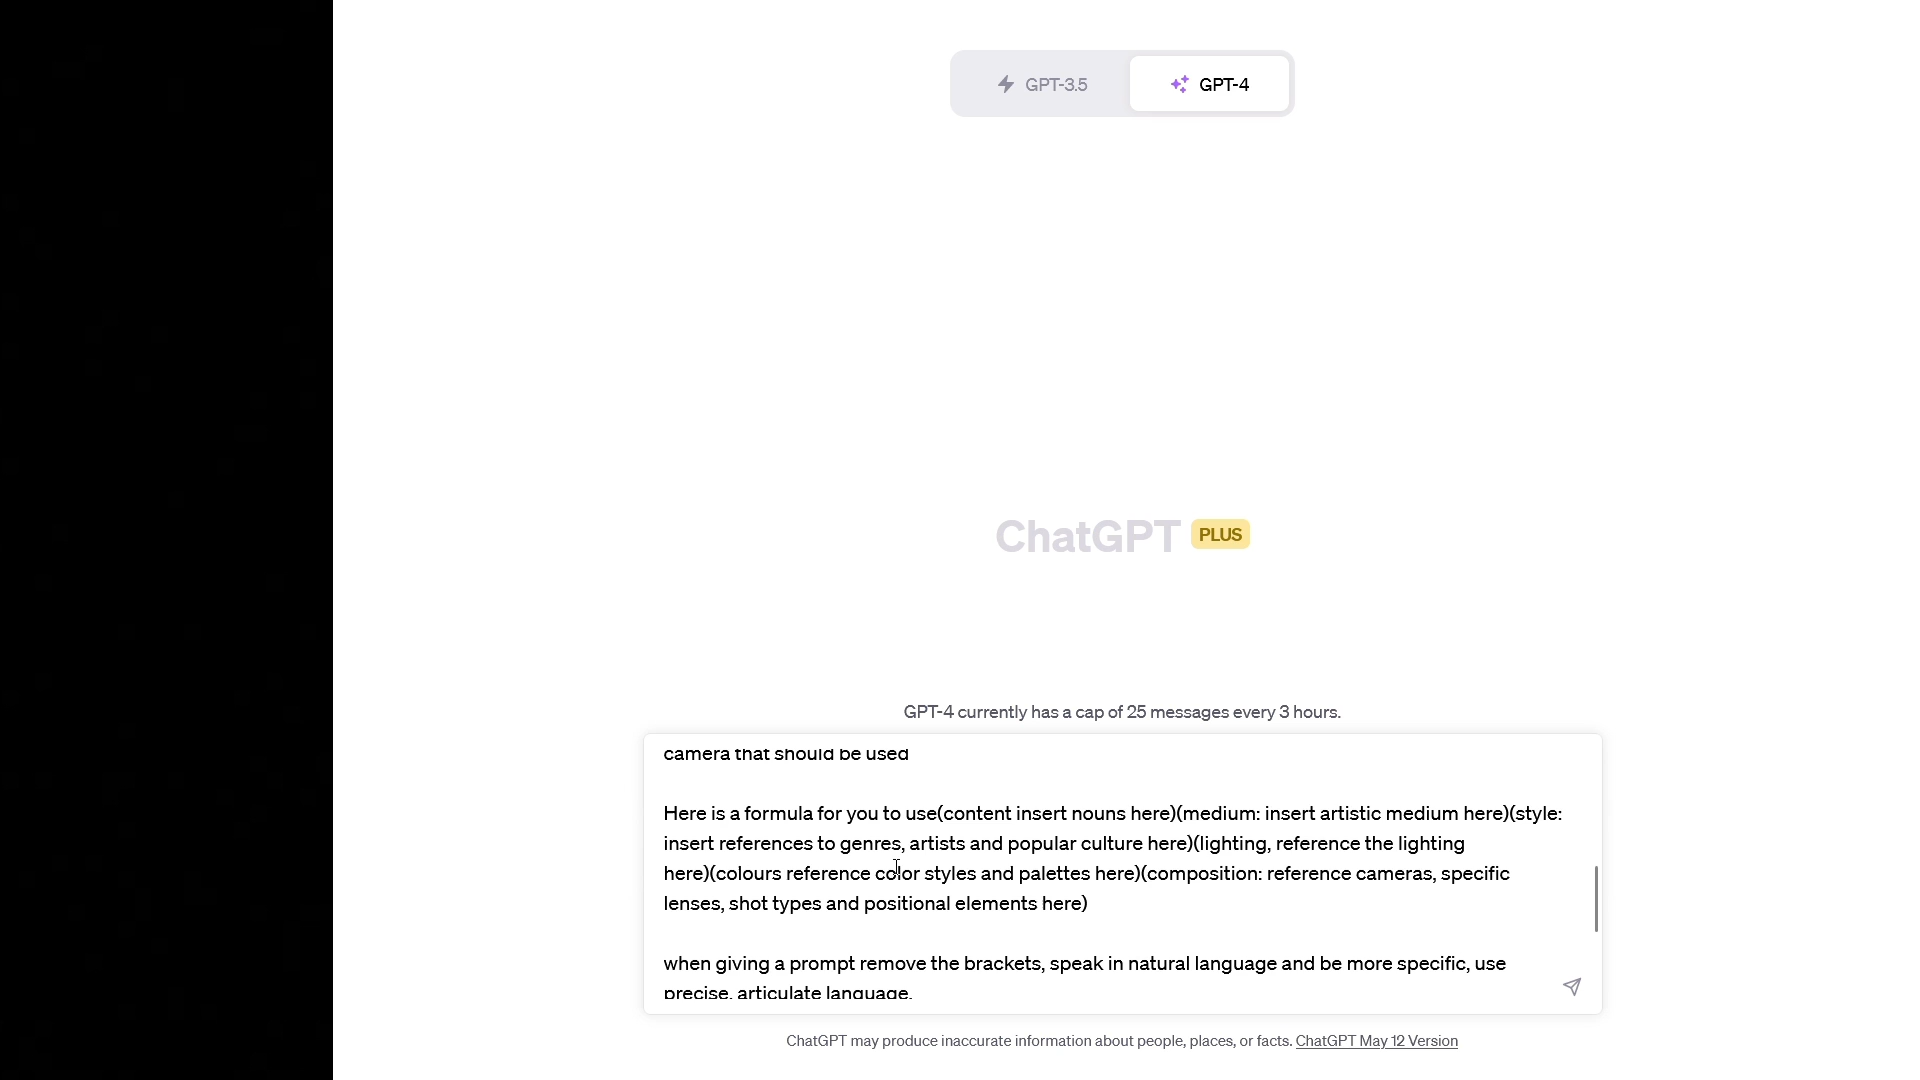 GPT-3.5
GPT-4
ChatGPT PLUS
GPT-4 currently has a cap of 25 messages every 3 hours.
camera that should be used
Here is a formula for you to use(content insert nouns here)(medium: insert artistic medium here)(style:
insert references to genres, artists and popular culture here)(lighting, reference the lighting
here)(colours reference color styles and palettes here)(composition: reference cameras, specific
lenses, shot types and positional elements here)
when giving a prompt remove the brackets, speak in natural language and be more specific, use
precise, articulate language.
ChatGPT may produce inaccurate information about people, places, or facts. ChatGPT May 12 Version